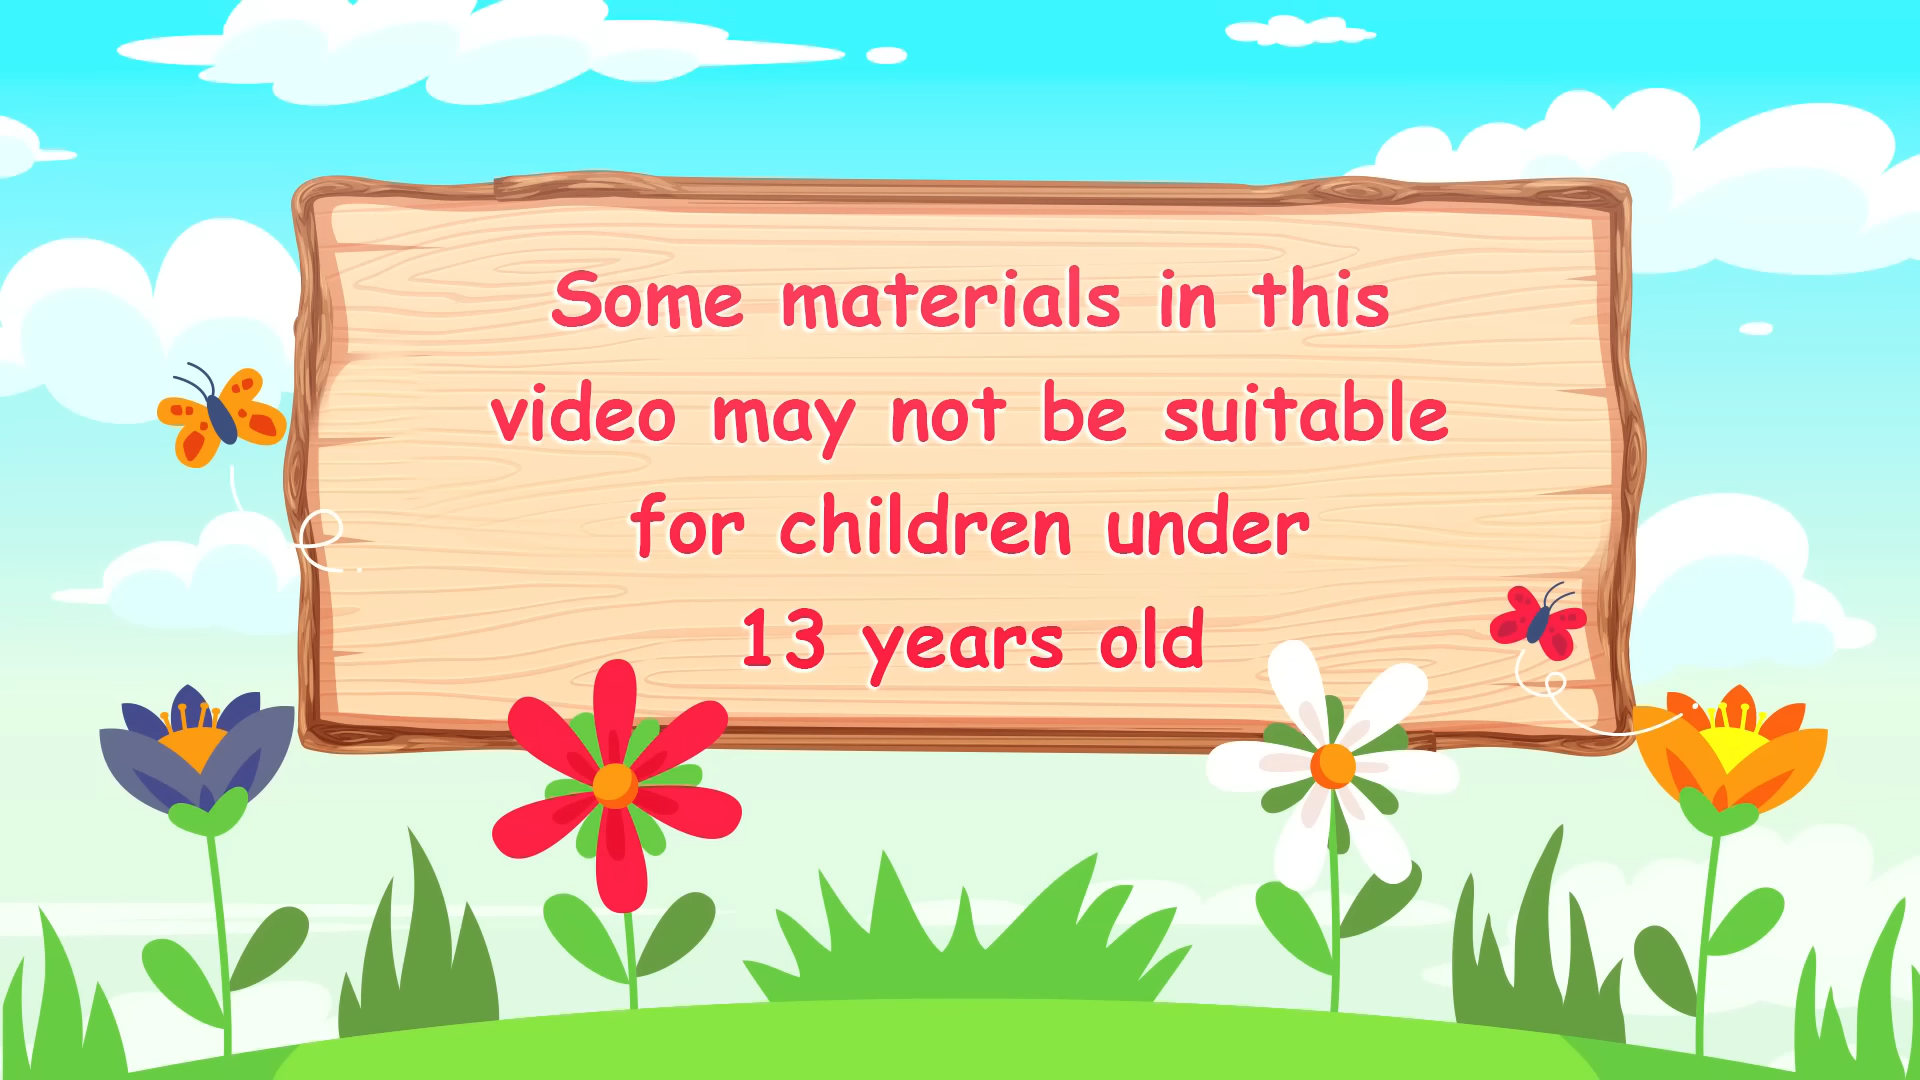 Some materials in this
video may not be suitable
for children under
13 years old